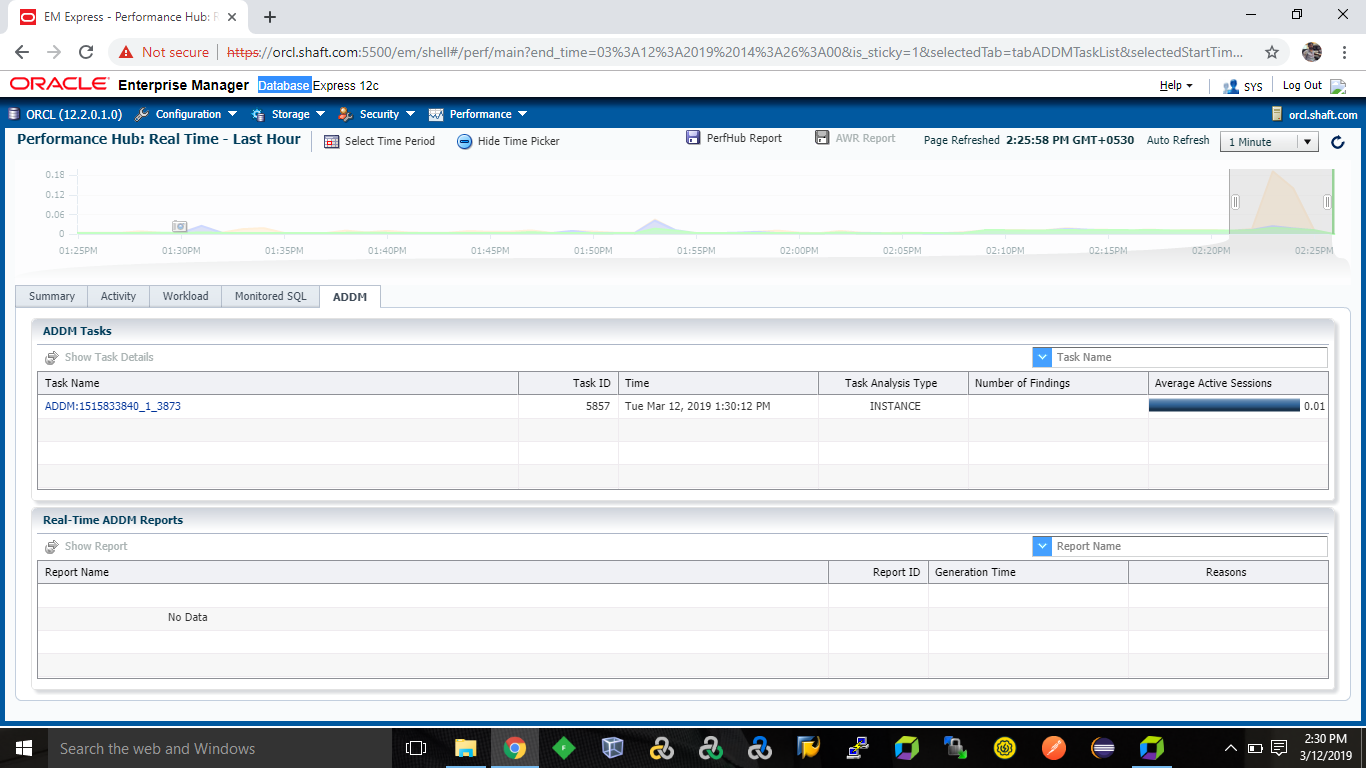 EM Express - Performance Hub: R
Not secure https://orcl.shaft.com:5500/em/shell#/perf/main?end_time=03%3A12%3A2019%2014%3A26%3A00&is_sticky=1&selectedTab=tabADDMTaskList&selectedStartTim...
ORACLE Enterprise Manager Database Express 12c Help SYS Log Out
ORCL (12.2.0.1.0) Configuration Storage Security Performance orcl.shaft.com
Performance Hub: Real Time - Last Hour Select Time Period Hide Time Picker PerfHub Report AWR Report Page Refreshed 2:25:58 PM GMT+0530 Auto Refresh 1 Minute
0.18
0.12
0.06
0
01:25PM 01:30PM 01:35PM 01:40PM 01:45PM 01:50PM 01:55PM 02:00PM 02:05PM 02:10PM 02:15PM 02:20PM 02:25PM
Summary Activity Workload Monitored SQL ADDM
ADDM Tasks
Show Task Details Task Name
Task Name Task ID Time Task Analysis Type Number of Findings Average Active Sessions
ADDM:1515833840_1_3873 5857 Tue Mar 12, 2019 1:30:12 PM INSTANCE 0.01
Real-Time ADDM Reports
Show Report Report Name
Report Name Report ID Generation Time Reasons
No Data
Search the web and Windows
2:30 PM
3/12/2019